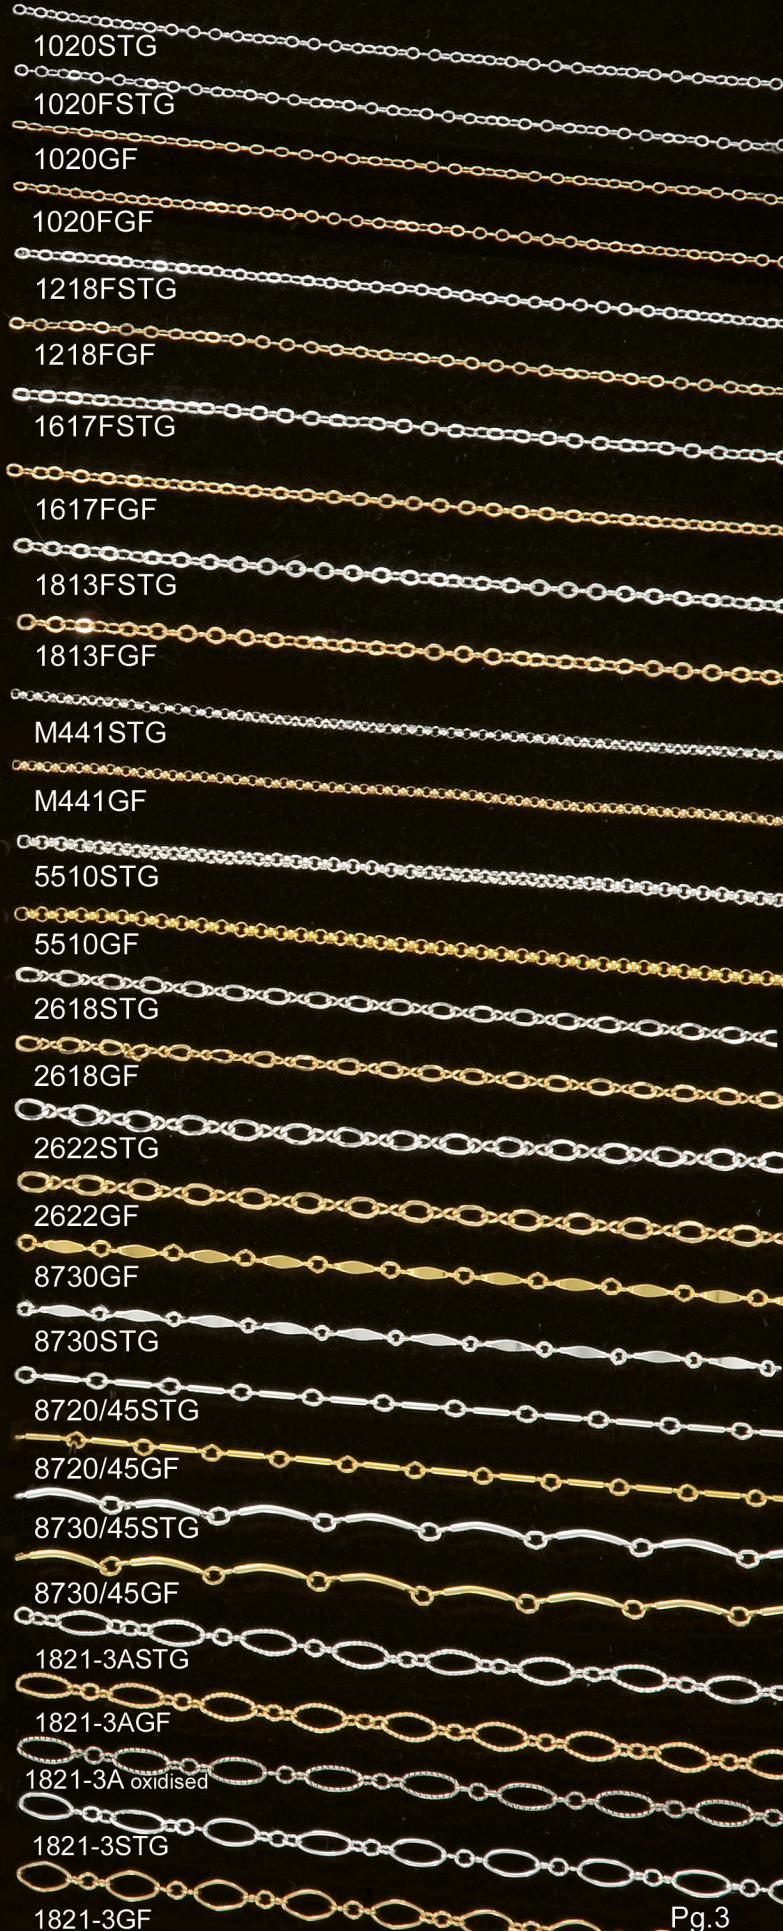 1020STG
1020FSTG
1020GF
1020FGF
1218FSTG
1218FGF
1617FSTG
1617FGF
1813FSTG
1813FGF
M441STG
M441GF
5510STG
5510GF
2618STG
2618GF
2622STG
2622GF
8730GF
8730STG
8720/45STG
8720/45GF
8730/45STG
8730/45GF
1821-3ASTG
1821-3AGF
1821-3A oxidised
1821-3STG
1821-3GF
Pg.3